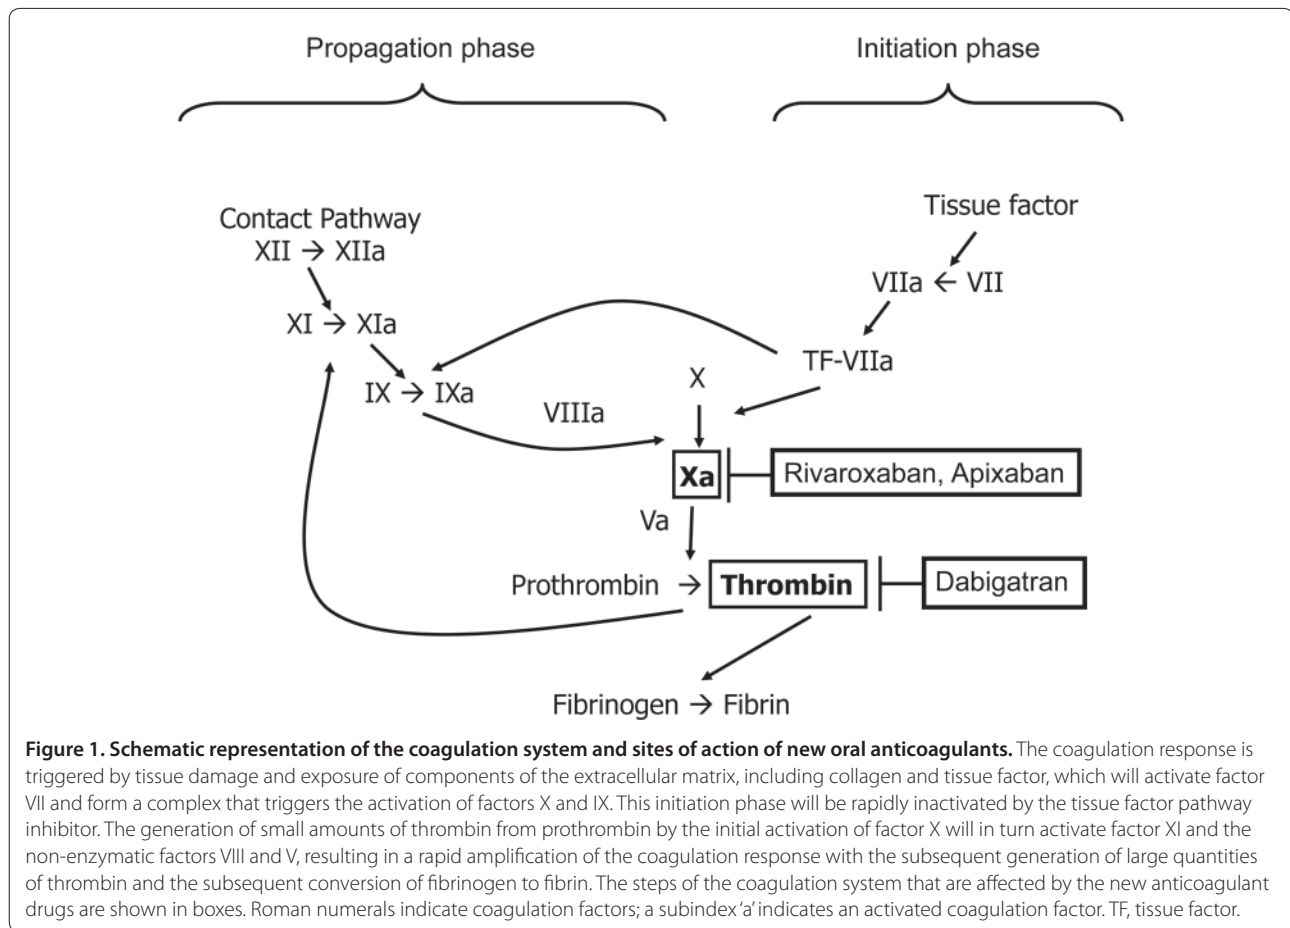 Propagation phase
Initiation phase
Contact Pathway
XII → XIIa
XI → XIa
IX → IXa
VIIIa
Tissue factor
VIIa ← VII
TF-VIIa
X
Xa
Rivaroxaban, Apixaban
Va
Prothrombin → Thrombin
Dabigatran
Fibrinogen → Fibrin
Figure 1. Schematic representation of the coagulation system and sites of action of new oral anticoagulants. The coagulation response is
triggered by tissue damage and exposure of components of the extracellular matrix, including collagen and tissue factor, which will activate factor
VII and form a complex that triggers the activation of factors X and IX. This initiation phase will be rapidly inactivated by the tissue factor pathway
inhibitor. The generation of small amounts of thrombin from prothrombin by the initial activation of factor X will in turn activate factor XI and the
non-enzymatic factors VIII and V, resulting in a rapid amplification of the coagulation response with the subsequent generation of large quantities
of thrombin and the subsequent conversion of fibrinogen to fibrin. The steps of the coagulation system that are affected by the new anticoagulant
drugs are shown in boxes. Roman numerals indicate coagulation factors; a subindex ‘a’ indicates an activated coagulation factor. TF, tissue factor.